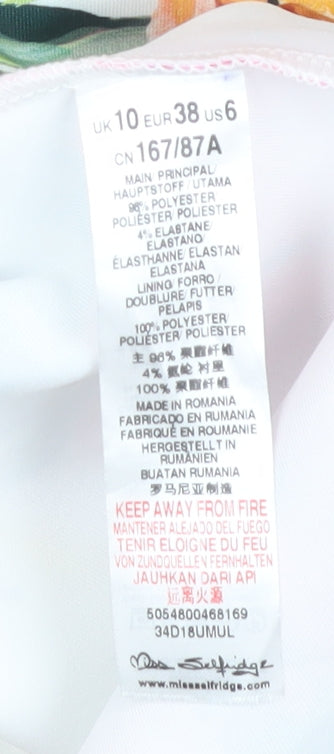 UK 10 EUR 38 US 6
CN 167/87A
MAIN PRINCIPAL/
HAUPTSTOFF/UTAMA
96% POLYESTER
POLIÉSTER POLIESTER
4% ELASTANE/
ELASTANO/
ÉLASTHANNE/ELASTAN
ELASTANA
LINING/FORRO/
DOUBLURE/FUTTER/
PELAPIS
100% POLYESTER/
POLIÉSTER POLIESTER
主 96% 聚酯纤维
4% 氨纶 衬里
100% 聚酯纤维
MADE IN ROMANIA
FABRICADO EN RUMANIA
FABRIQUÉ EN ROUMANIE
HERGESTELLT IN
RUMÄNIEN
BUATAN RUMANIA
罗马尼亚制造
KEEP AWAY FROM FIRE
MANTENER ALEJADO DEL FUEGO
TENIR ELOIGNE DU FEU
VON ZUNDQUELLEN FERNHALTEN
JAUHKAN DARI API
远离火源
5054800468169
34D18UMUL
Miss Selfridge
www.missselfridge.com